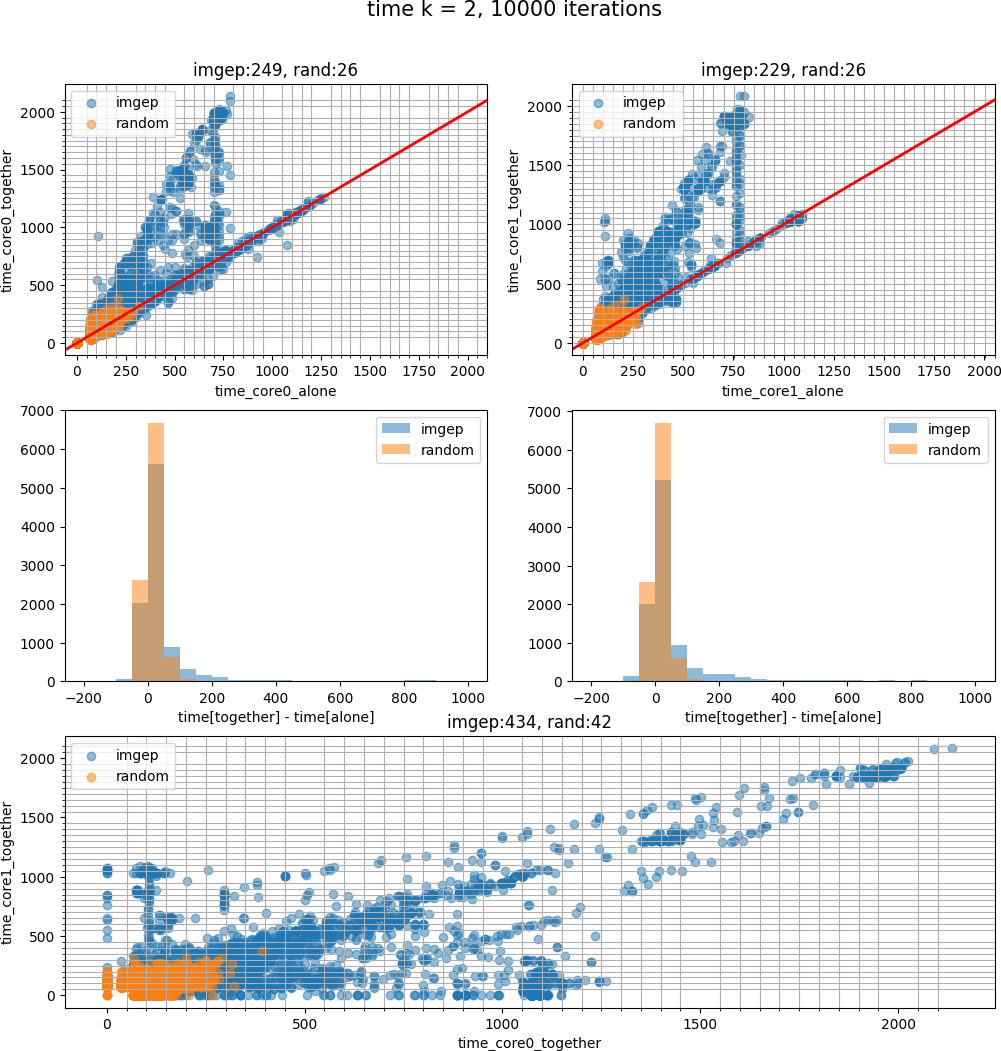 time k = 2, 10000 iterations
imgep:249, rand:26
imgep
random
time_core0_together
0
500
1000
1500
2000
0 250 500 750 1000 1250 1500 1750 2000
time_core0_alone
imgep:229, rand:26
imgep
random
time_core1_together
0
500
1000
1500
2000
0 250 500 750 1000 1250 1500 1750 2000
time_core1_alone
imgep
random
7000
6000
5000
4000
3000
2000
1000
0
−200 0 200 400 600 800 1000
time[together] - time[alone]
imgep
random
7000
6000
5000
4000
3000
2000
1000
0
−200 0 200 400 600 800 1000
time[together] - time[alone]
imgep:434, rand:42
imgep
random
time_core1_together
2000
1500
1000
500
0
0 500 1000 1500 2000
time_core0_together